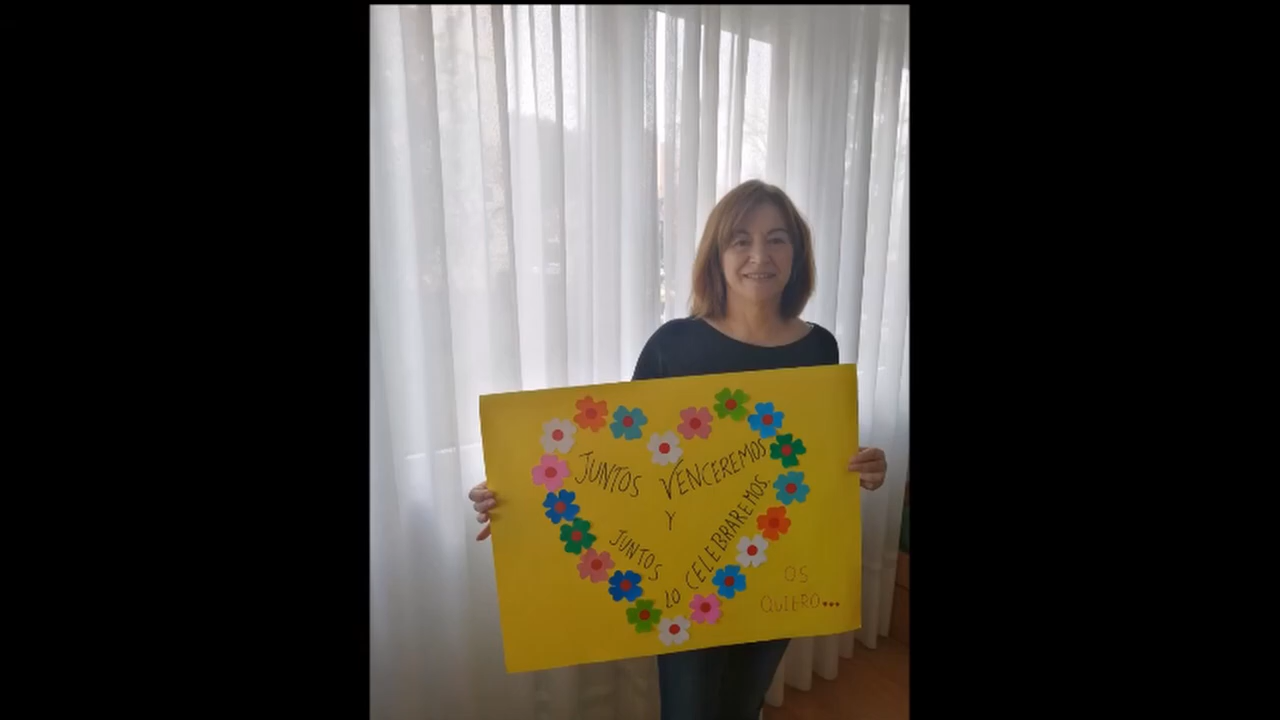 JUNTOS VENCEREMOS
Y
JUNTOS
LO CELEBRAREMOS.
OS
QUIERO...